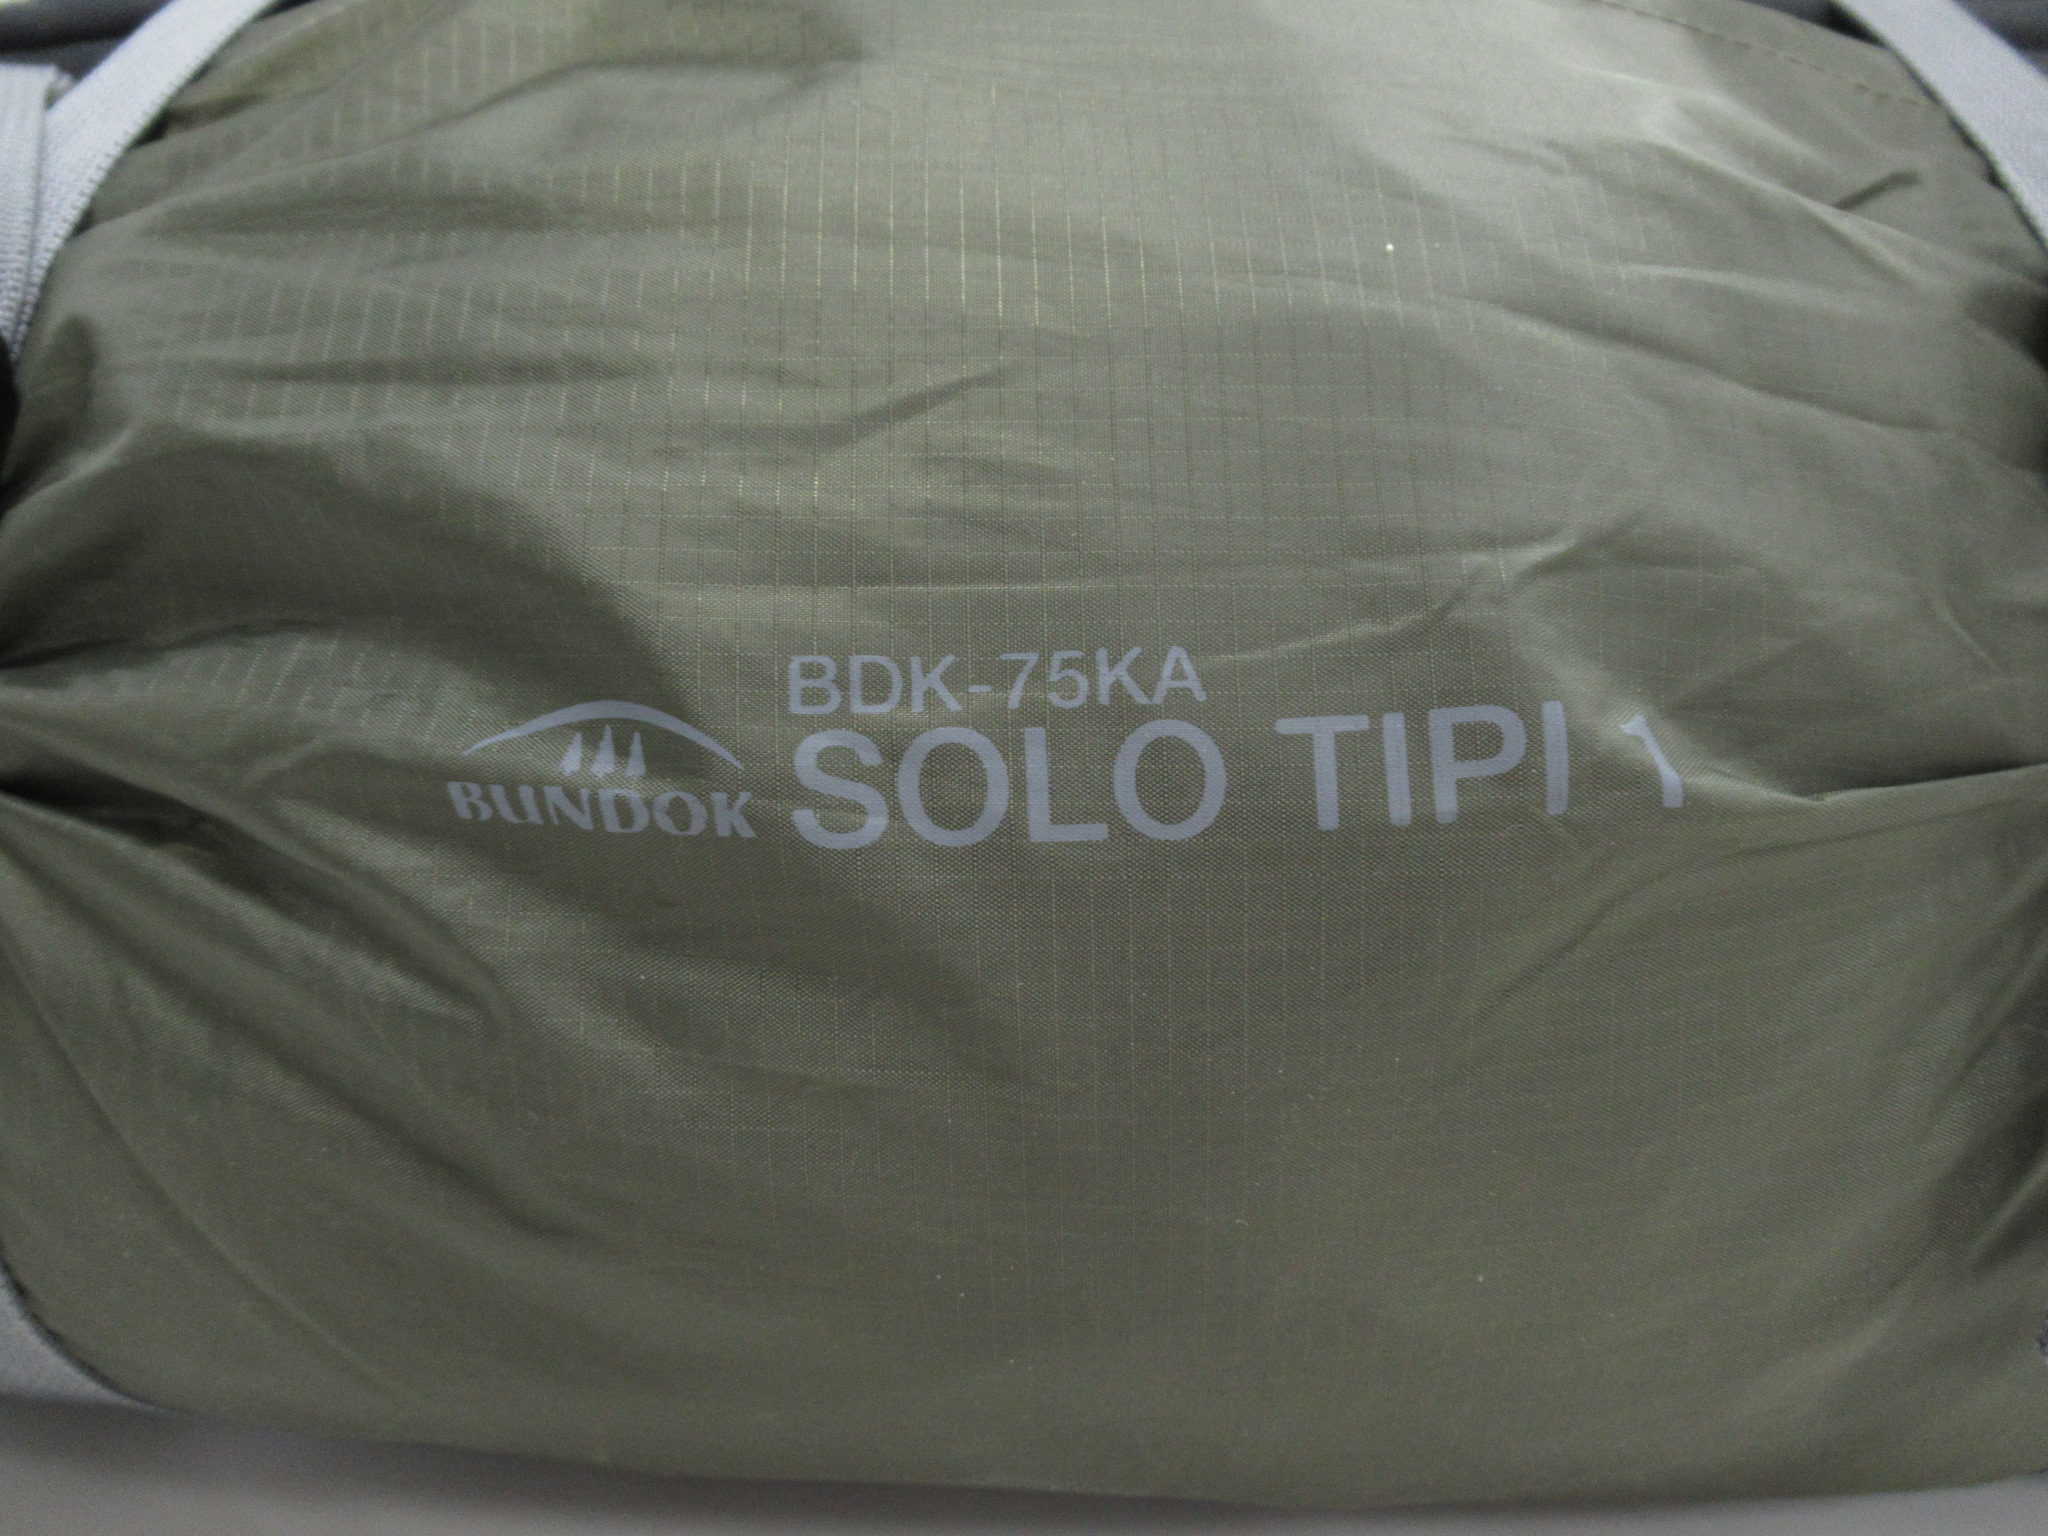 BUNDOK
BDK-75KA
SOLO TIPI 1